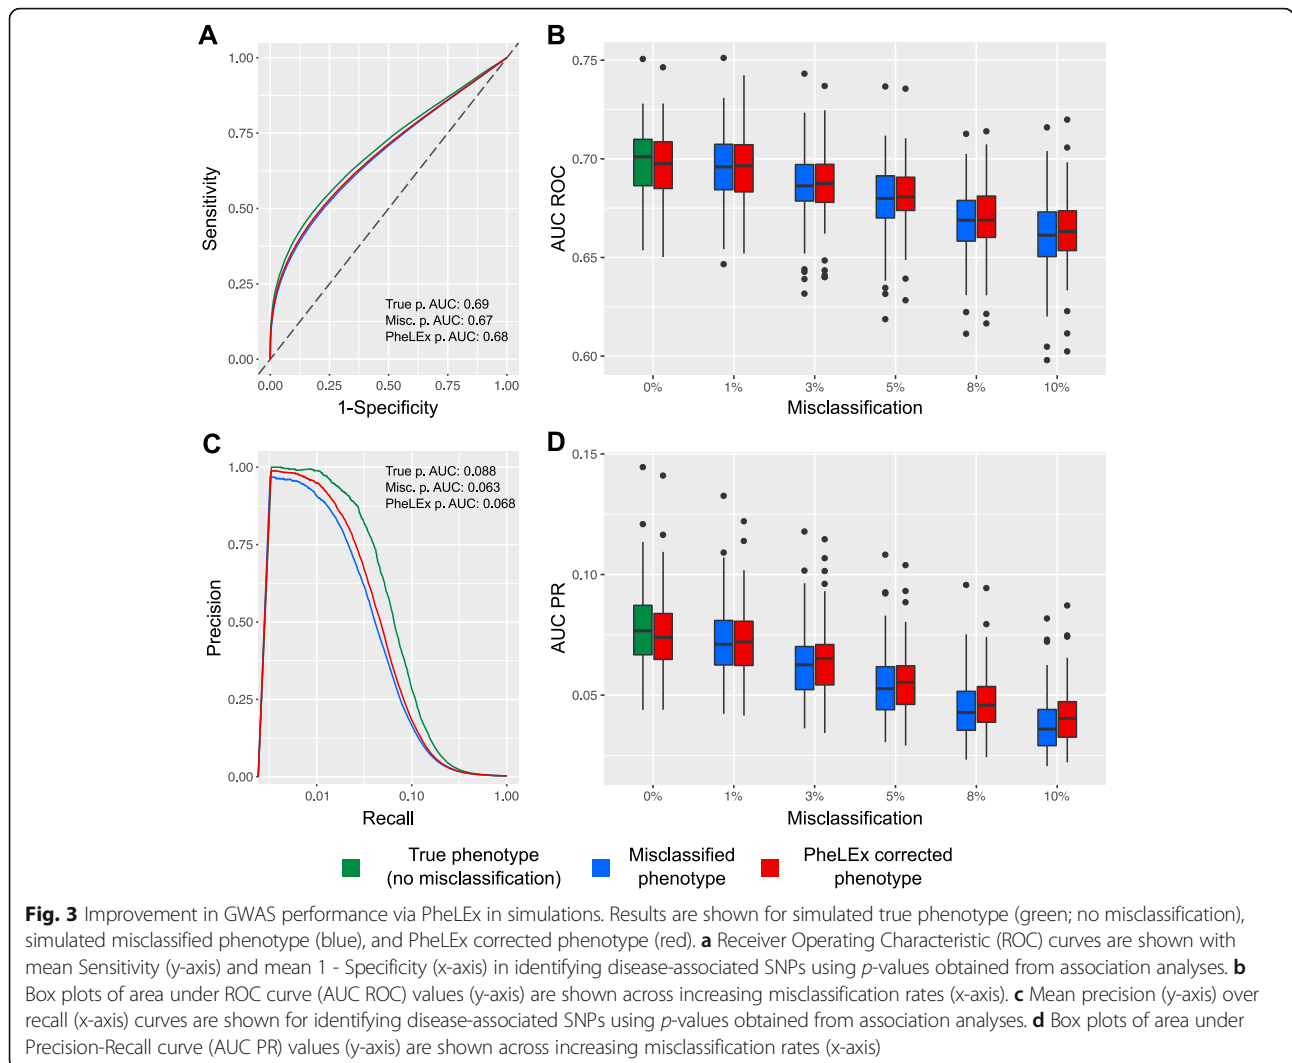 A
1.00
0.75
0.50
0.25
0.00
Sensitivity
True p. AUC: 0.69
Misc. p. AUC: 0.67
PheLEx p. AUC: 0.68
0.00 0.25 0.50 0.75 1.00
1-Specificity
B
0.75
0.70
0.65
0.60
AUC ROC
0% 1% 3% 5% 8% 10%
Misclassification
C
1.00
0.75
0.50
0.25
0.00
Precision
True p. AUC: 0.088
Misc. p. AUC: 0.063
PheLEx p. AUC: 0.068
0.01 0.10 1.00
Recall
D
0.15
0.10
0.05
AUC PR
0% 1% 3% 5% 8% 10%
Misclassification
True phenotype
(no misclassification)
Misclassified
phenotype
PheLEx corrected
phenotype
Fig. 3 Improvement in GWAS performance via PheLEx in simulations. Results are shown for simulated true phenotype (green; no misclassification),
simulated misclassified phenotype (blue), and PheLEx corrected phenotype (red). a Receiver Operating Characteristic (ROC) curves are shown with
mean Sensitivity (y-axis) and mean 1 - Specificity (x-axis) in identifying disease-associated SNPs using p-values obtained from association analyses. b
Box plots of area under ROC curve (AUC ROC) values (y-axis) are shown across increasing misclassification rates (x-axis). c Mean precision (y-axis) over
recall (x-axis) curves are shown for identifying disease-associated SNPs using p-values obtained from association analyses. d Box plots of area under
Precision-Recall curve (AUC PR) values (y-axis) are shown across increasing misclassification rates (x-axis)